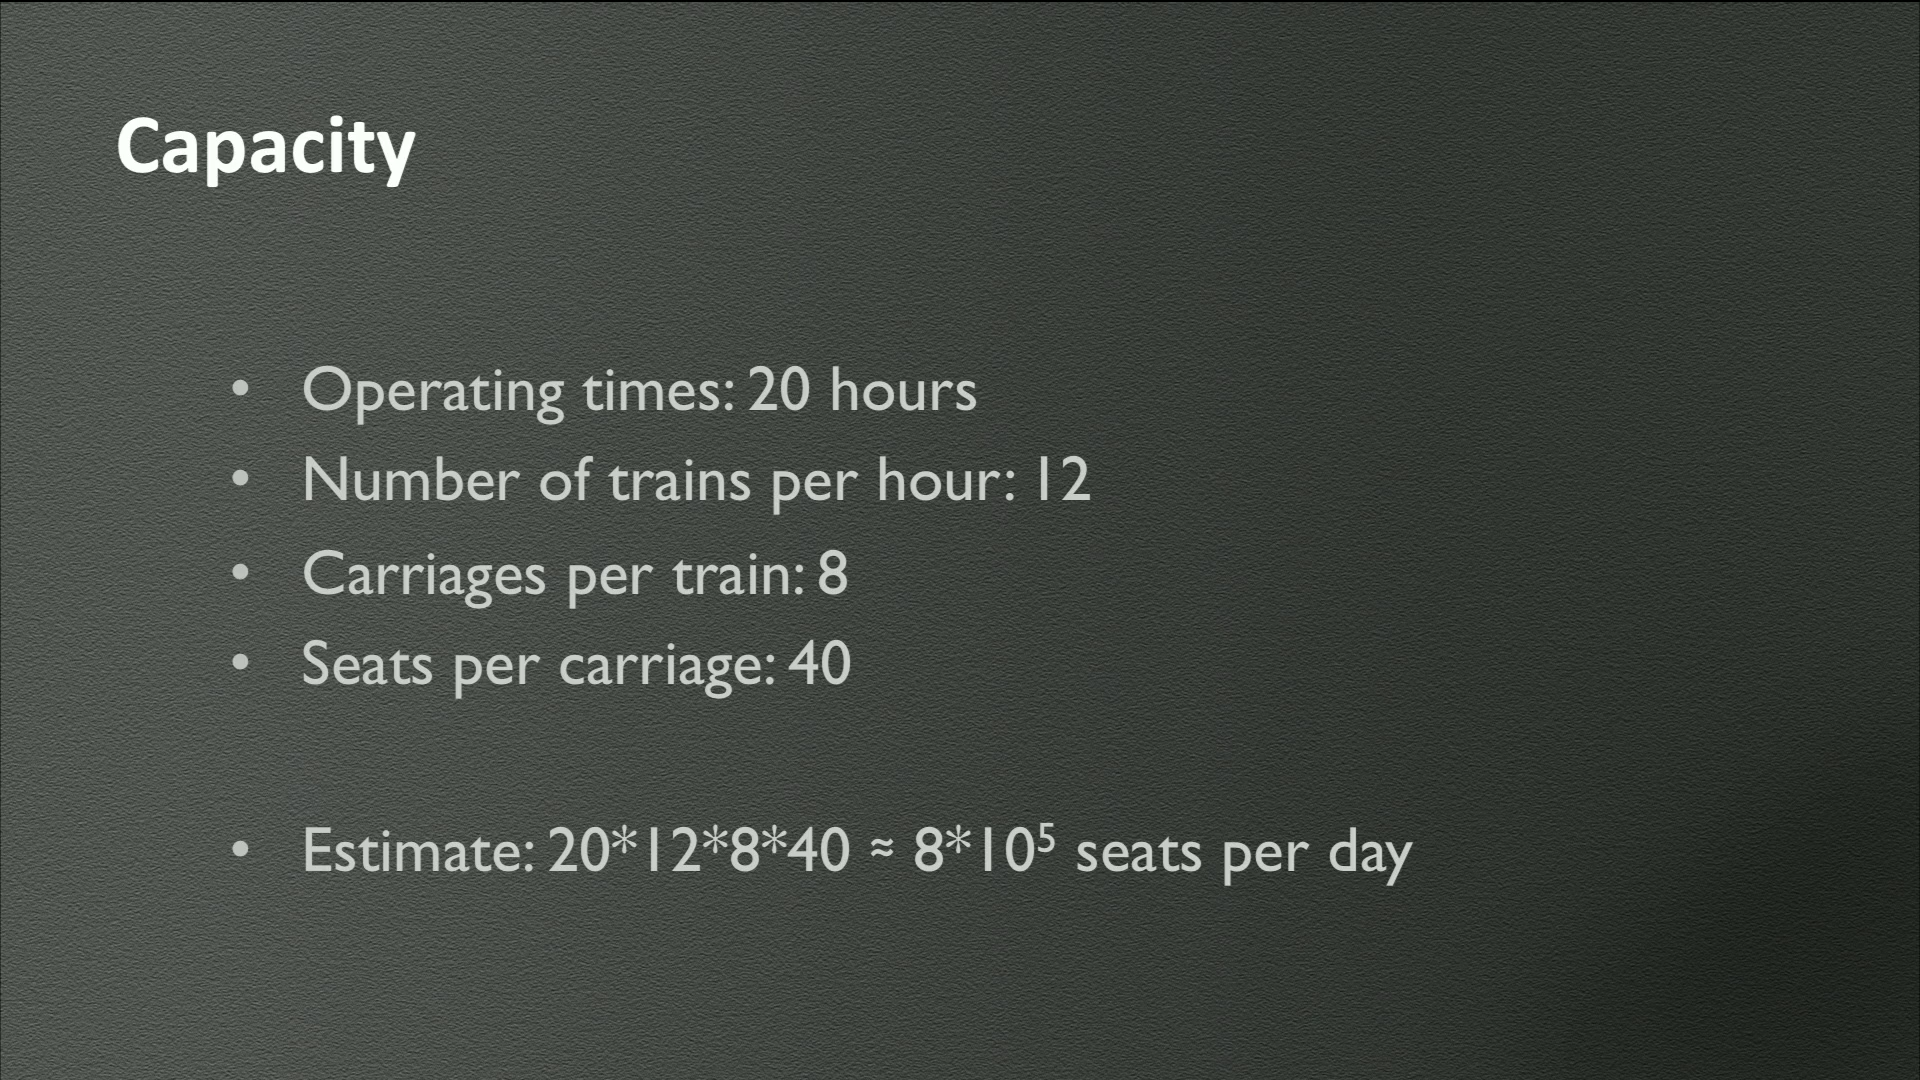 Capacity
• Operating times: 20 hours
• Number of trains per hour: 12
• Carriages per train: 8
• Seats per carriage: 40
• Estimate: 20*12*8*40 ≈ 8*10⁵ seats per day